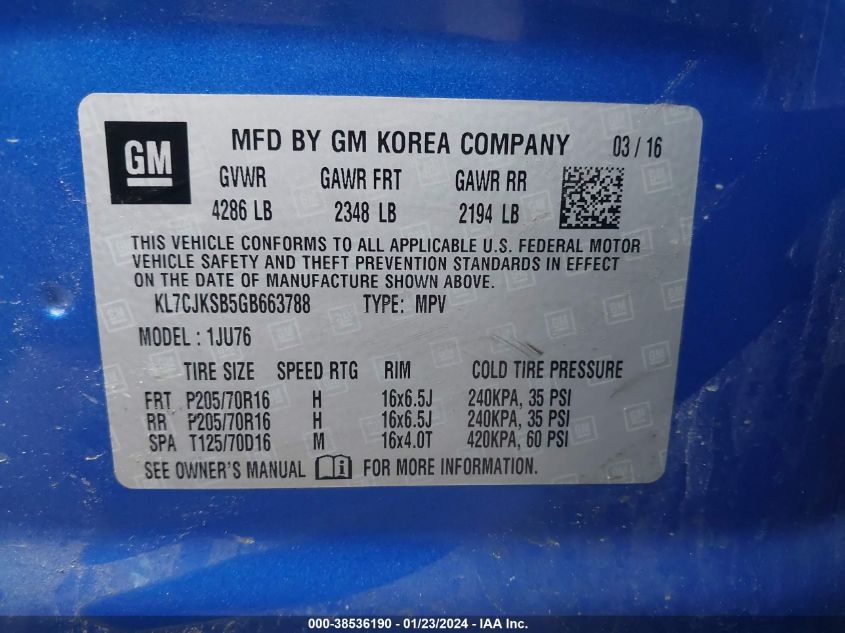 GM
MFD BY GM KOREA COMPANY 03 / 16
GVWR GAWR FRT GAWR RR
4286 LB 2348 LB 2194 LB
THIS VEHICLE CONFORMS TO ALL APPLICABLE U.S. FEDERAL MOTOR
VEHICLE SAFETY AND THEFT PREVENTION STANDARDS IN EFFECT ON
THE DATE OF MANUFACTURE SHOWN ABOVE.
KL7CJKSB5GB663788 TYPE: MPV
MODEL : 1JU76
TIRE SIZE SPEED RTG RIM COLD TIRE PRESSURE
FRT P205/70R16 H 16x6.5J 240KPA, 35 PSI
RR P205/70R16 H 16x6.5J 240KPA, 35 PSI
SPA T125/70D16 M 16x4.0T 420KPA, 60 PSI
SEE OWNER'S MANUAL FOR MORE INFORMATION.
000-38536190 - 01/23/2024 - IAA Inc.